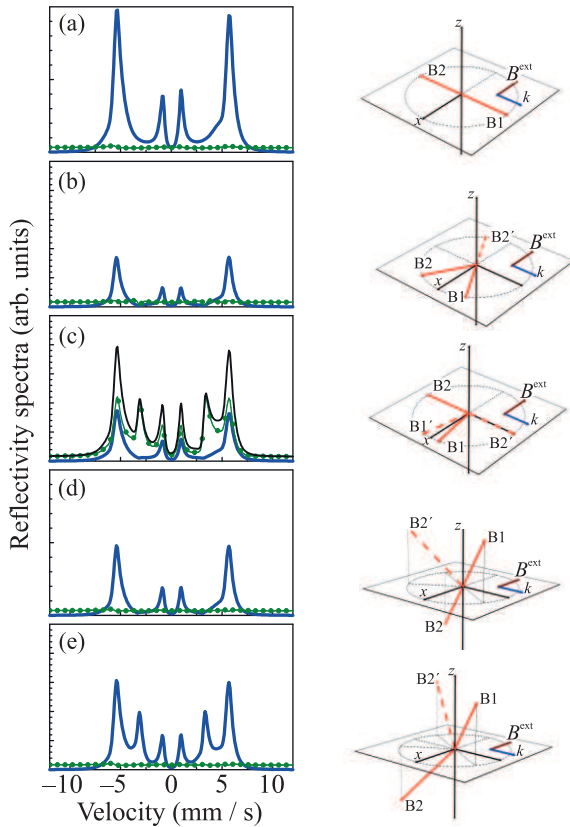 (a)
z
B2
B^ext
k
x
B1
(b)
z
B2′
B^ext
B2
k
x
B1
Reflectivity spectra (arb. units)
(c)
z
B2
B^ext
B1′
k
x
B1
B2′
(d)
B2′
z
B1
B^ext
x
k
B2
(e)
z
B2′
B1
B^ext
x
k
B2
–10 –5 0 5 10
Velocity (mm / s)